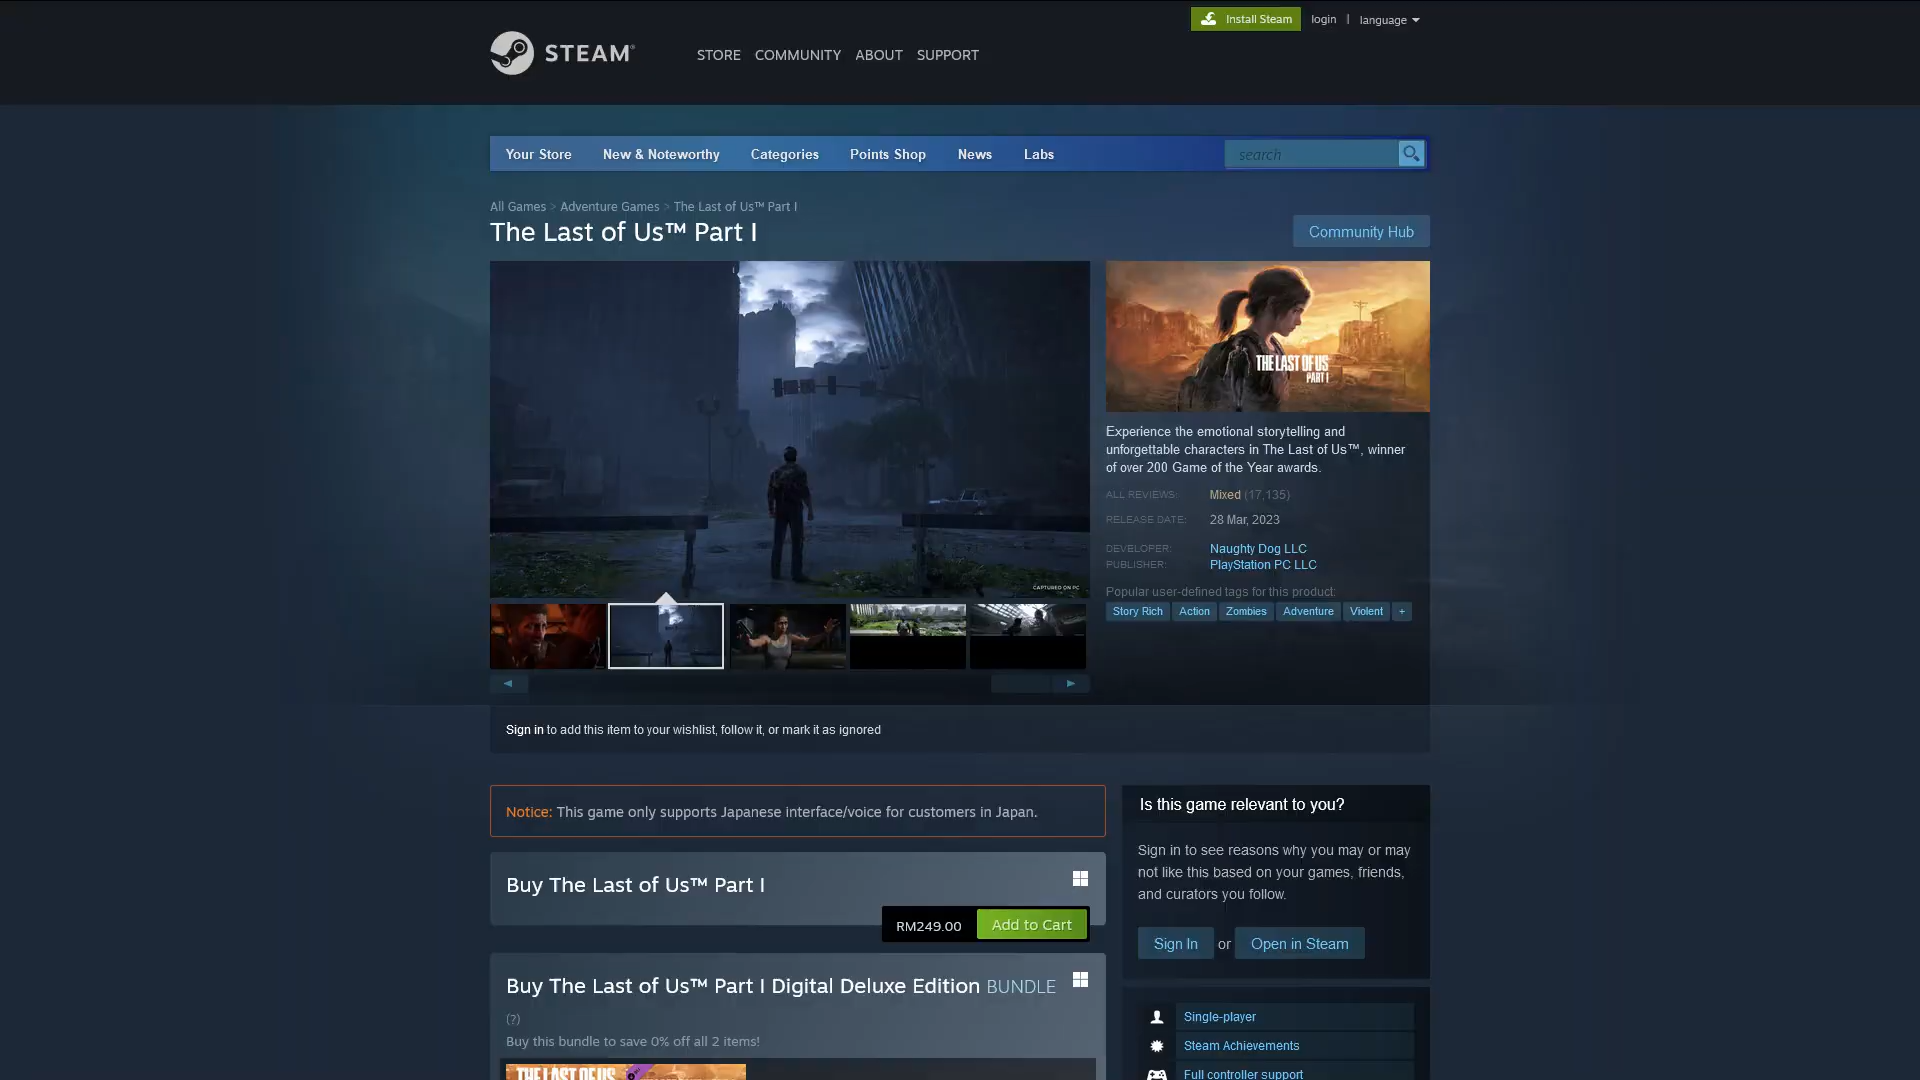 Install Steam
login | language
STEAM®
STORE COMMUNITY ABOUT SUPPORT
Your Store New & Noteworthy Categories Points Shop News Labs
search
All Games > Adventure Games > The Last of Us™ Part I
The Last of Us™ Part I
Community Hub
CAPTURED ON PC
THE LAST OF US
PART I
Experience the emotional storytelling and
unforgettable characters in The Last of Us™, winner
of over 200 Game of the Year awards.
ALL REVIEWS: Mixed (17,135)
RELEASE DATE: 28 Mar, 2023
DEVELOPER: Naughty Dog LLC
PUBLISHER: PlayStation PC LLC
Popular user-defined tags for this product:
Story Rich Action Zombies Adventure Violent +
Sign in to add this item to your wishlist, follow it, or mark it as ignored
Notice: This game only supports Japanese interface/voice for customers in Japan.
Buy The Last of Us™ Part I
RM249.00 Add to Cart
Buy The Last of Us™ Part I Digital Deluxe Edition BUNDLE
(?)
Buy this bundle to save 0% off all 2 items!
THE LAST OF US
Is this game relevant to you?
Sign in to see reasons why you may or may
not like this based on your games, friends,
and curators you follow.
Sign In or Open in Steam
Single-player
Steam Achievements
Full controller support